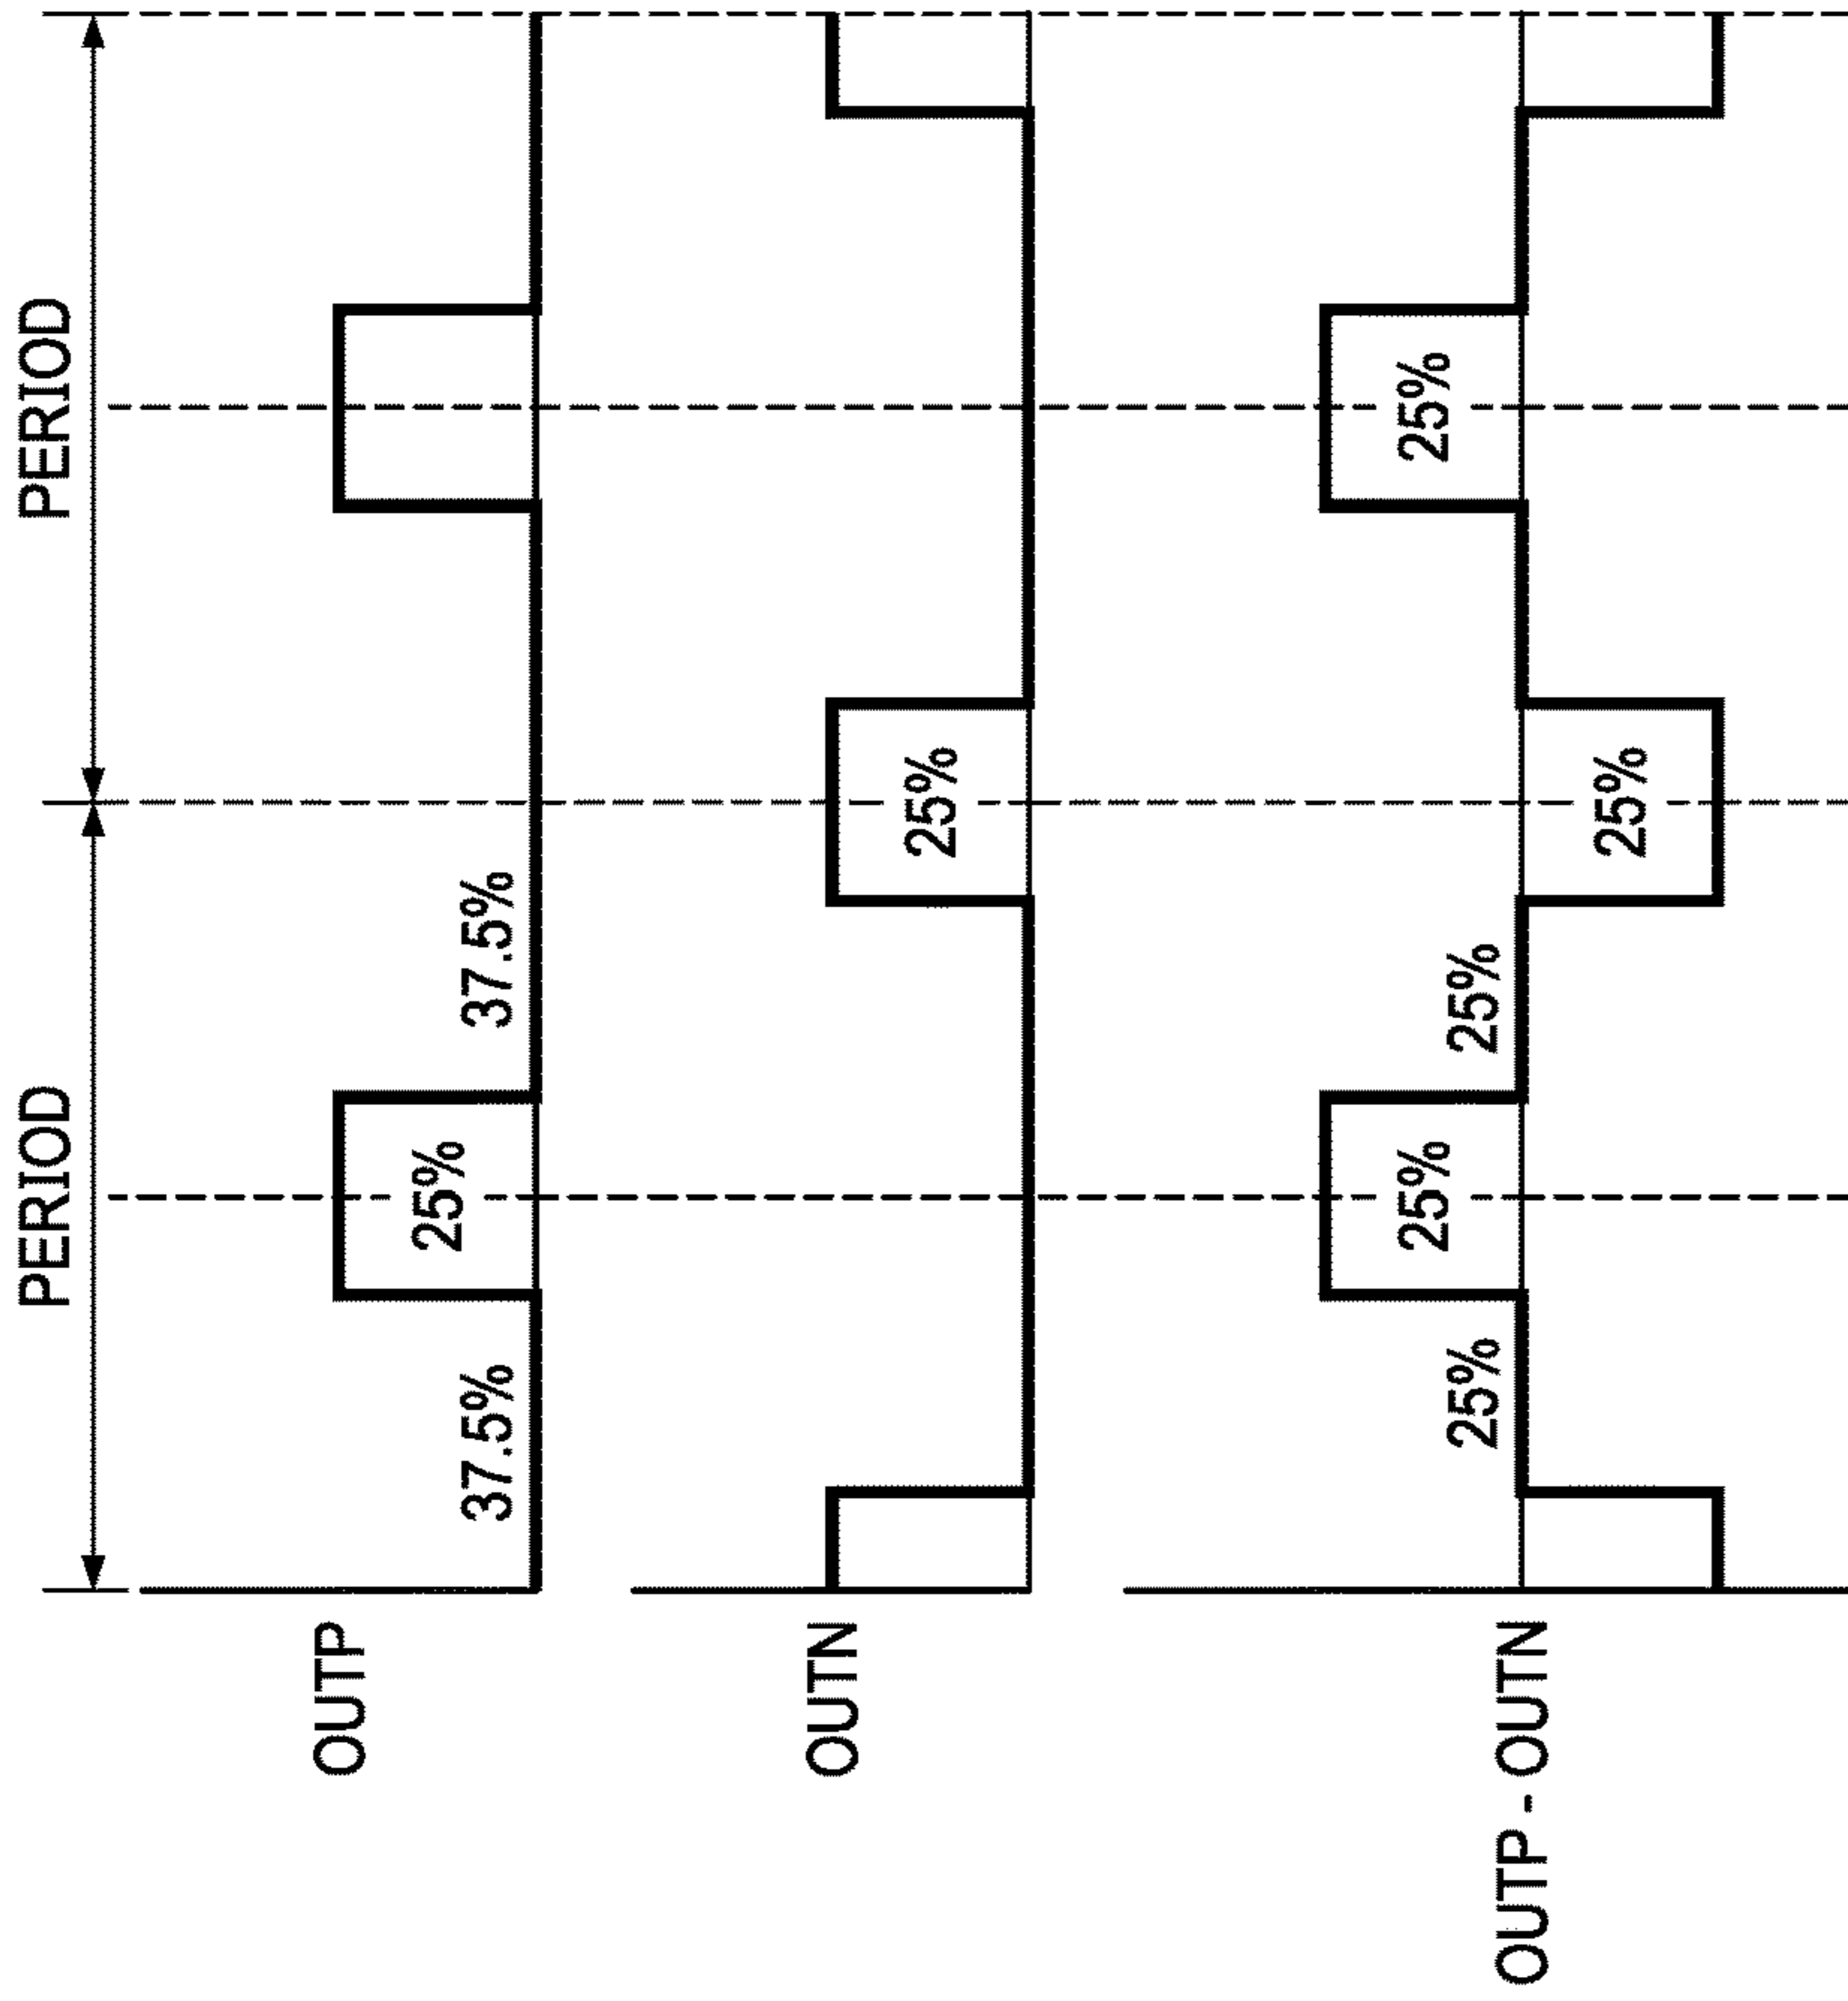 PERIOD PERIOD
OUTP 37.5% 25% 37.5%
OUTN 25%
OUTP - OUTN 25% 25% 25% 25% 25%